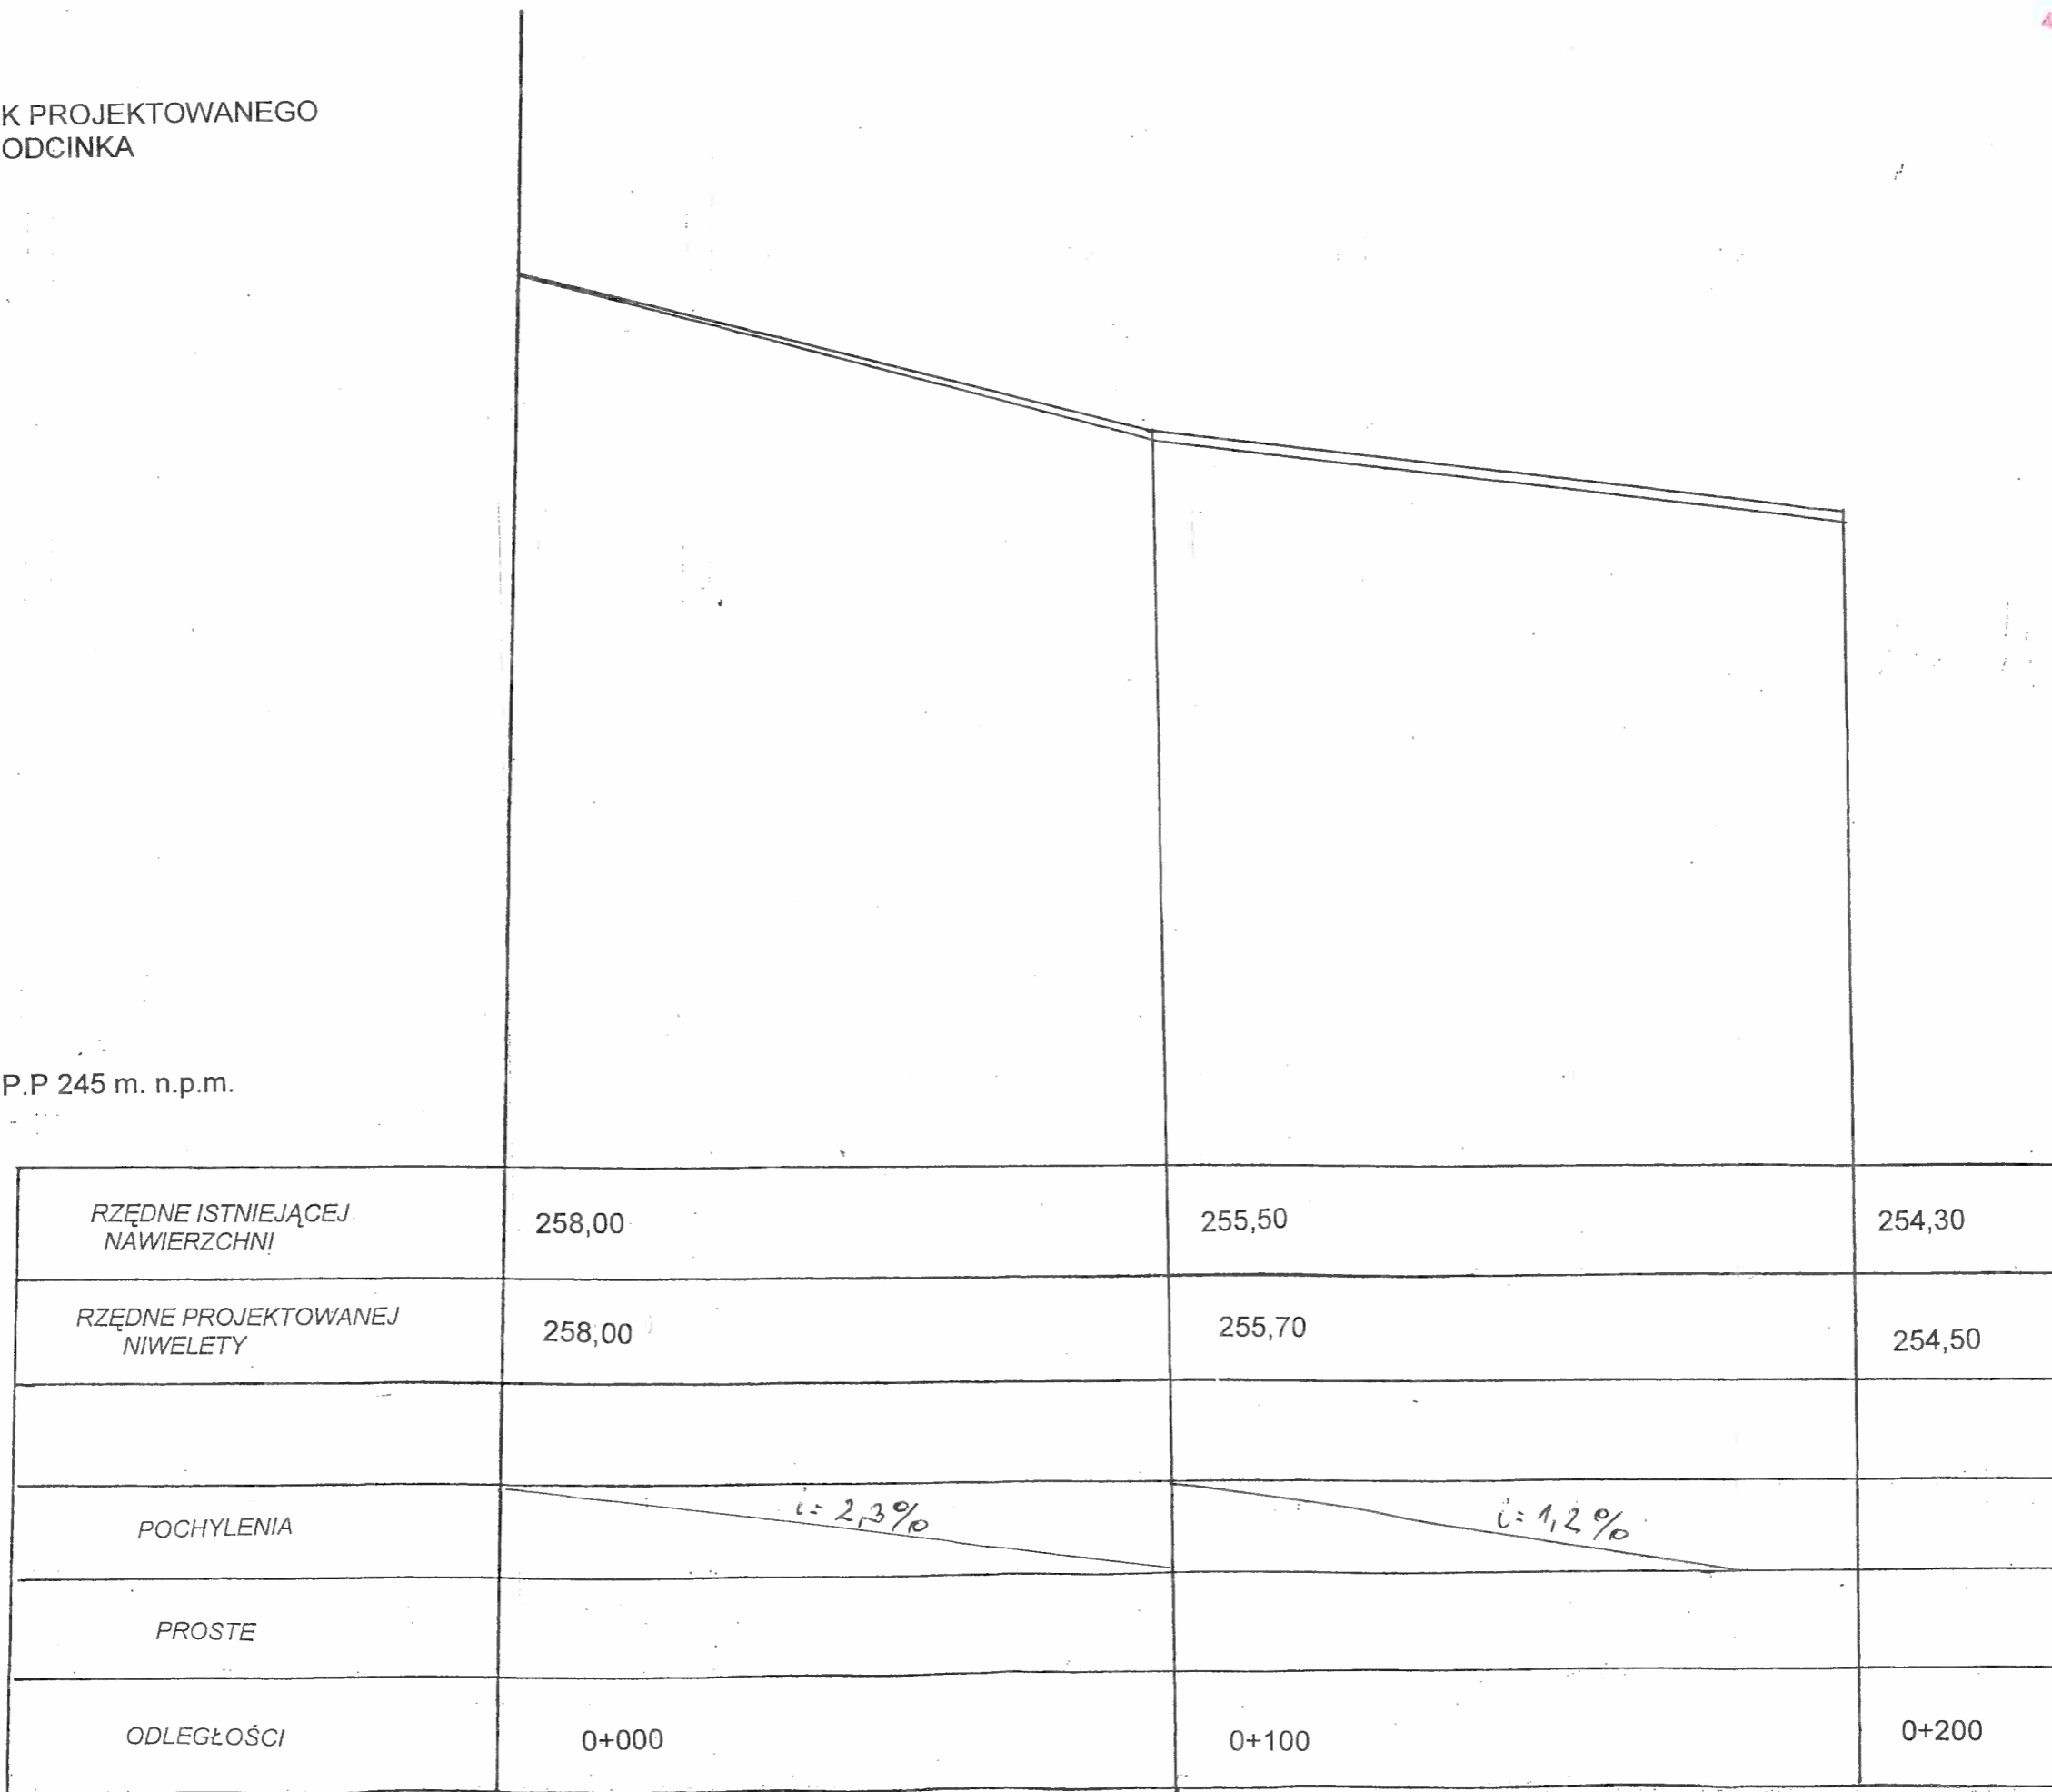 K PROJEKTOWANEGO
ODCINKA
P.P 245 m. n.p.m.
RZĘDNE ISTNIEJĄCEJ
NAWIERZCHNI
258,00
255,50
254,30
RZĘDNE PROJEKTOWANEJ
NIWELETY
258,00
255,70
254,50
POCHYLENIA
i= 2,3%
i= 1,2%
PROSTE
ODLEGŁOŚCI
0+000
0+100
0+200